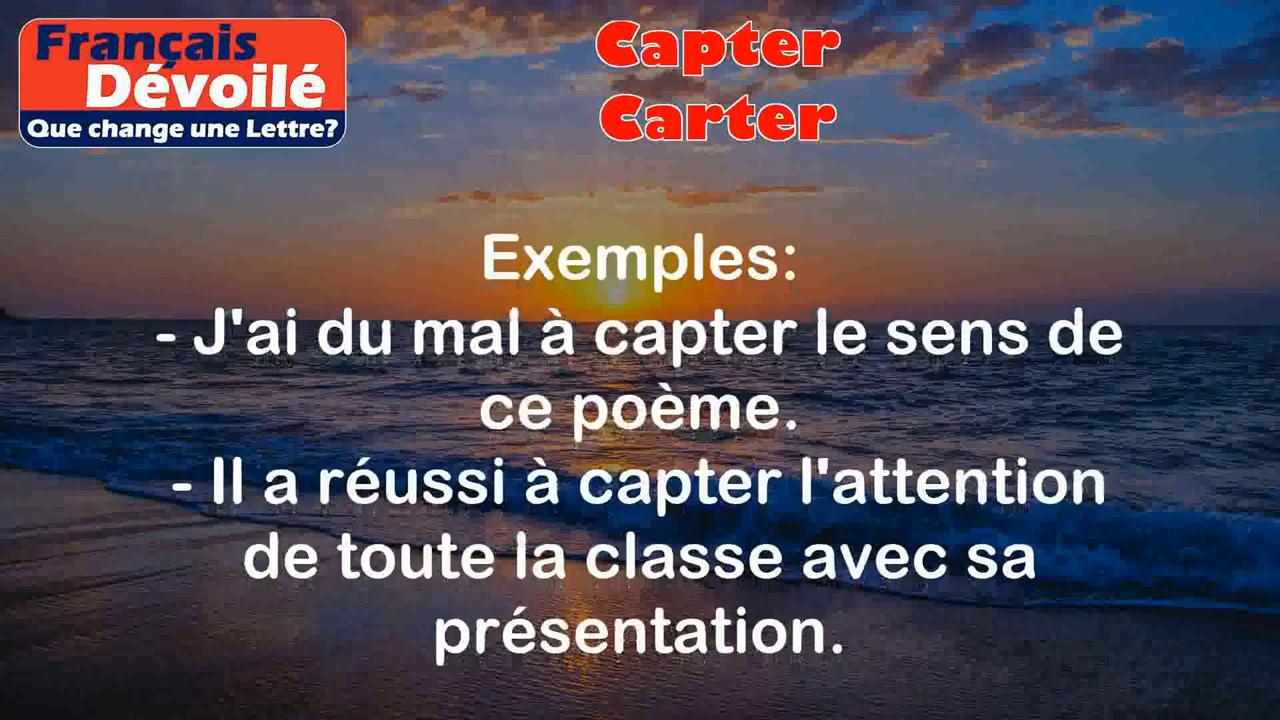 Français
Dévoilé
Que change une Lettre?
Capter
Carter
Exemples:
- J'ai du mal à capter le sens de
ce poème.
- Il a réussi à capter l'attention
de toute la classe avec sa
présentation.